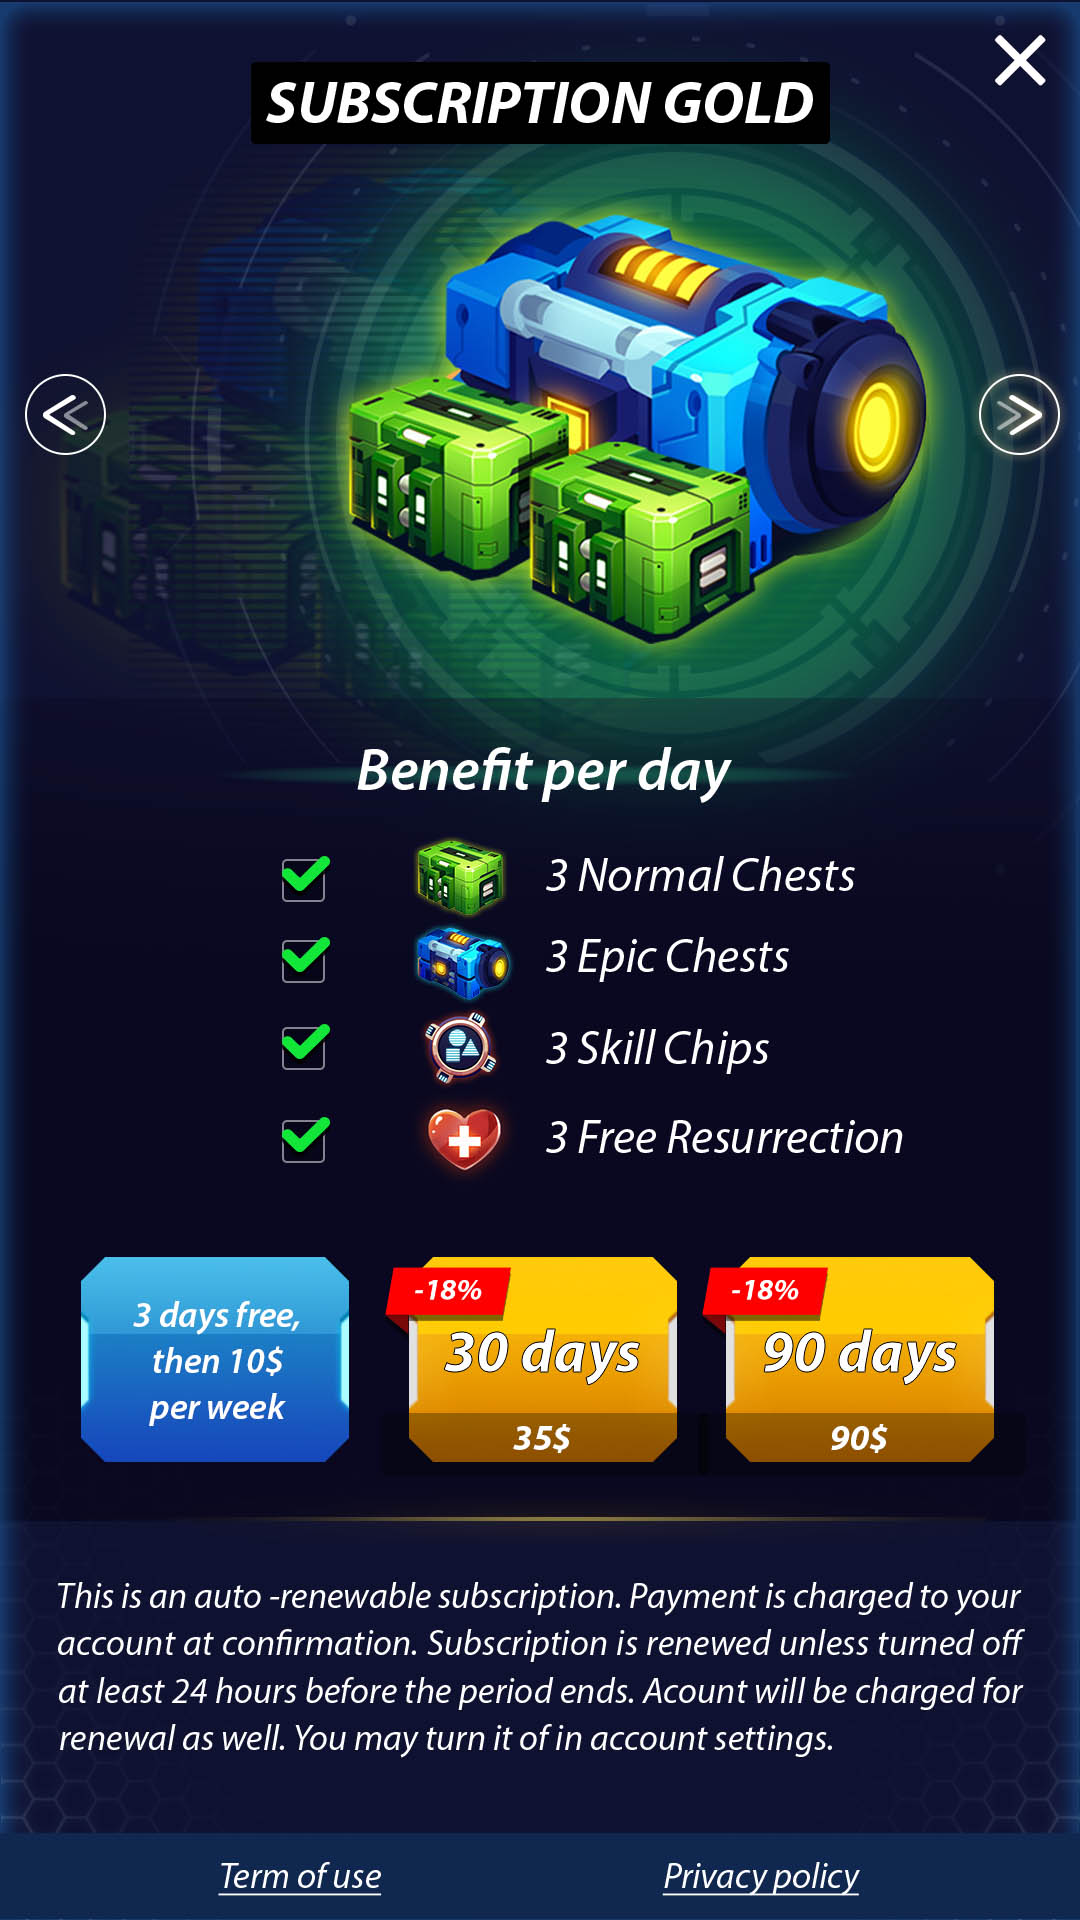 SUBSCRIPTION GOLD
Benefit per day
3 Normal Chests
3 Epic Chests
3 Skill Chips
3 Free Resurrection
3 days free,
then 10$
per week
-18%
30 days
35$
-18%
90 days
90$
This is an auto -renewable subscription. Payment is charged to your
account at confirmation. Subscription is renewed unless turned off
at least 24 hours before the period ends. Acount will be charged for
renewal as well. You may turn it of in account settings.
Term of use
Privacy policy